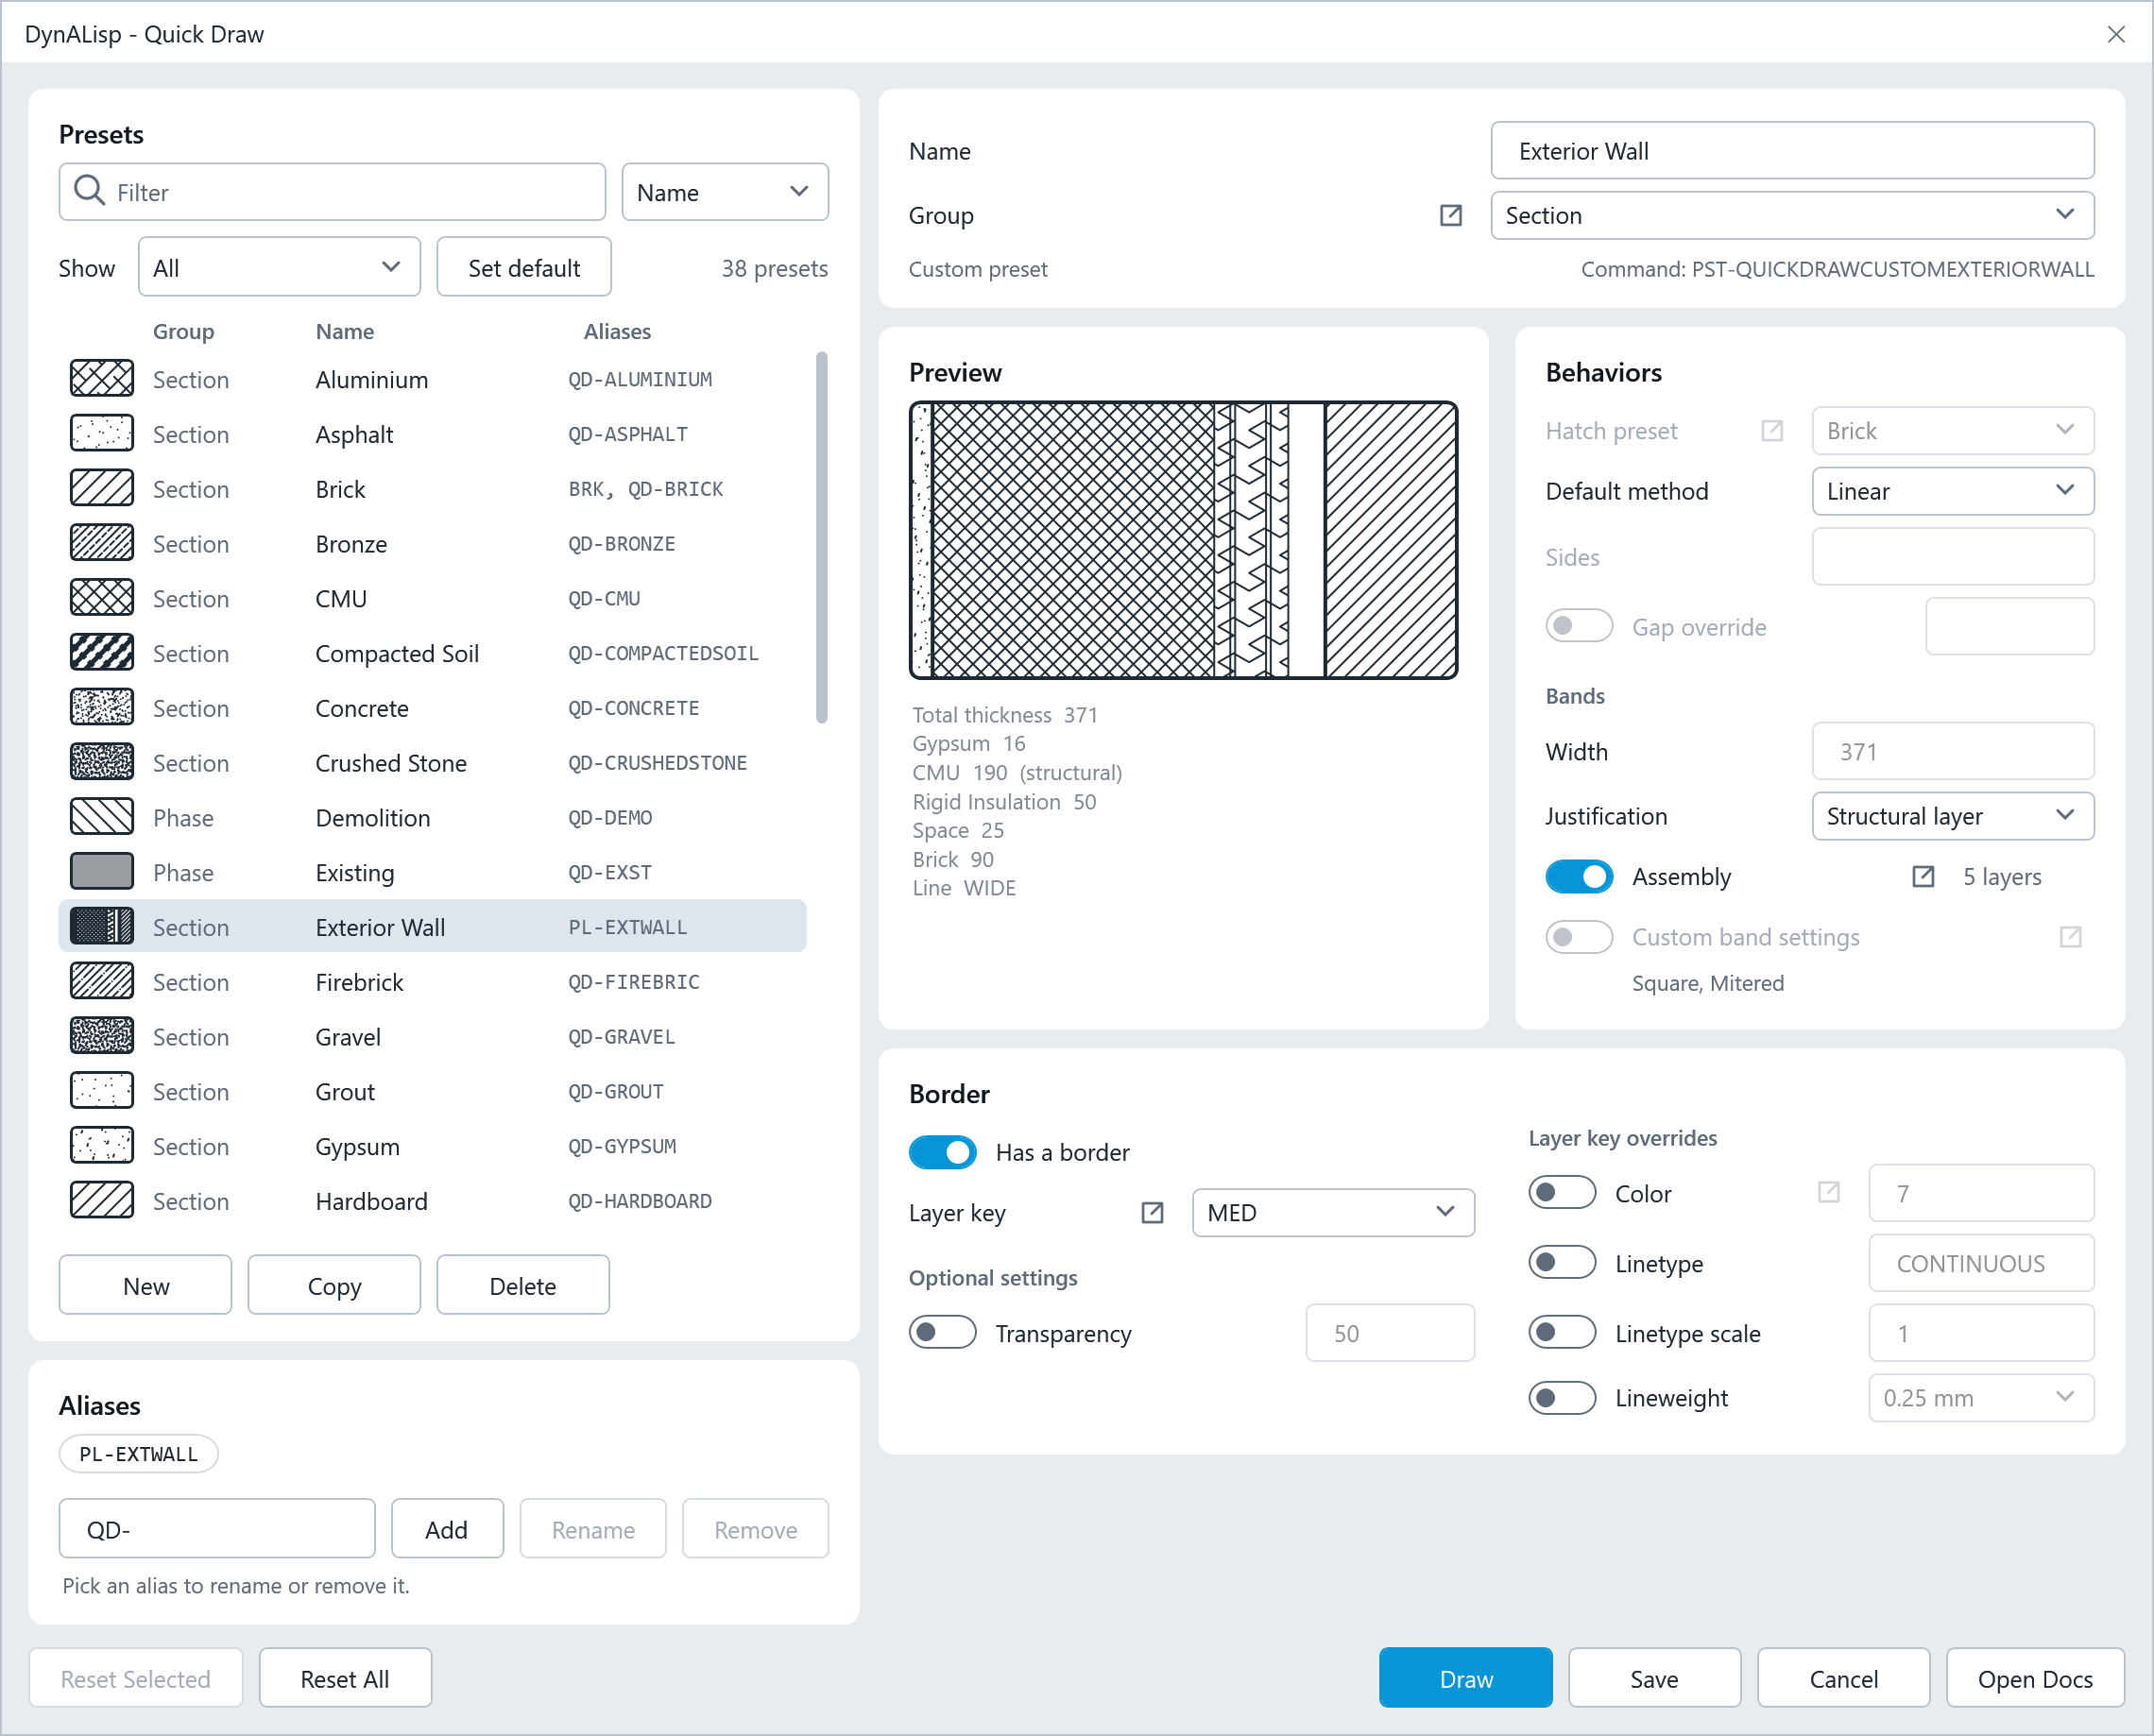 DynALisp - Quick Draw
Presets
Filter
Name
Show
All
Set default
38 presets
Group Name Aliases
Section Aluminium QD-ALUMINIUM
Section Asphalt QD-ASPHALT
Section Brick BRK, QD-BRICK
Section Bronze QD-BRONZE
Section CMU QD-CMU
Section Compacted Soil QD-COMPACTEDSOIL
Section Concrete QD-CONCRETE
Section Crushed Stone QD-CRUSHEDSTONE
Phase Demolition QD-DEMO
Phase Existing QD-EXST
Section Exterior Wall PL-EXTWALL
Section Firebrick QD-FIREBRIC
Section Gravel QD-GRAVEL
Section Grout QD-GROUT
Section Gypsum QD-GYPSUM
Section Hardboard QD-HARDBOARD
New
Copy
Delete
Aliases
PL-EXTWALL
QD-
Add
Rename
Remove
Pick an alias to rename or remove it.
Reset Selected
Reset All
Name
Exterior Wall
Group
Section
Custom preset
Command: PST-QUICKDRAWCUSTOMEXTERIORWALL
Preview
Total thickness 371
Gypsum 16
CMU 190 (structural)
Rigid Insulation 50
Space 25
Brick 90
Line WIDE
Behaviors
Hatch preset
Brick
Default method
Linear
Sides
Gap override
Bands
Width
371
Justification
Structural layer
Assembly
5 layers
Custom band settings
Square, Mitered
Border
Has a border
Layer key
MED
Optional settings
Transparency
50
Layer key overrides
Color
7
Linetype
CONTINUOUS
Linetype scale
1
Lineweight
0.25 mm
Draw
Save
Cancel
Open Docs